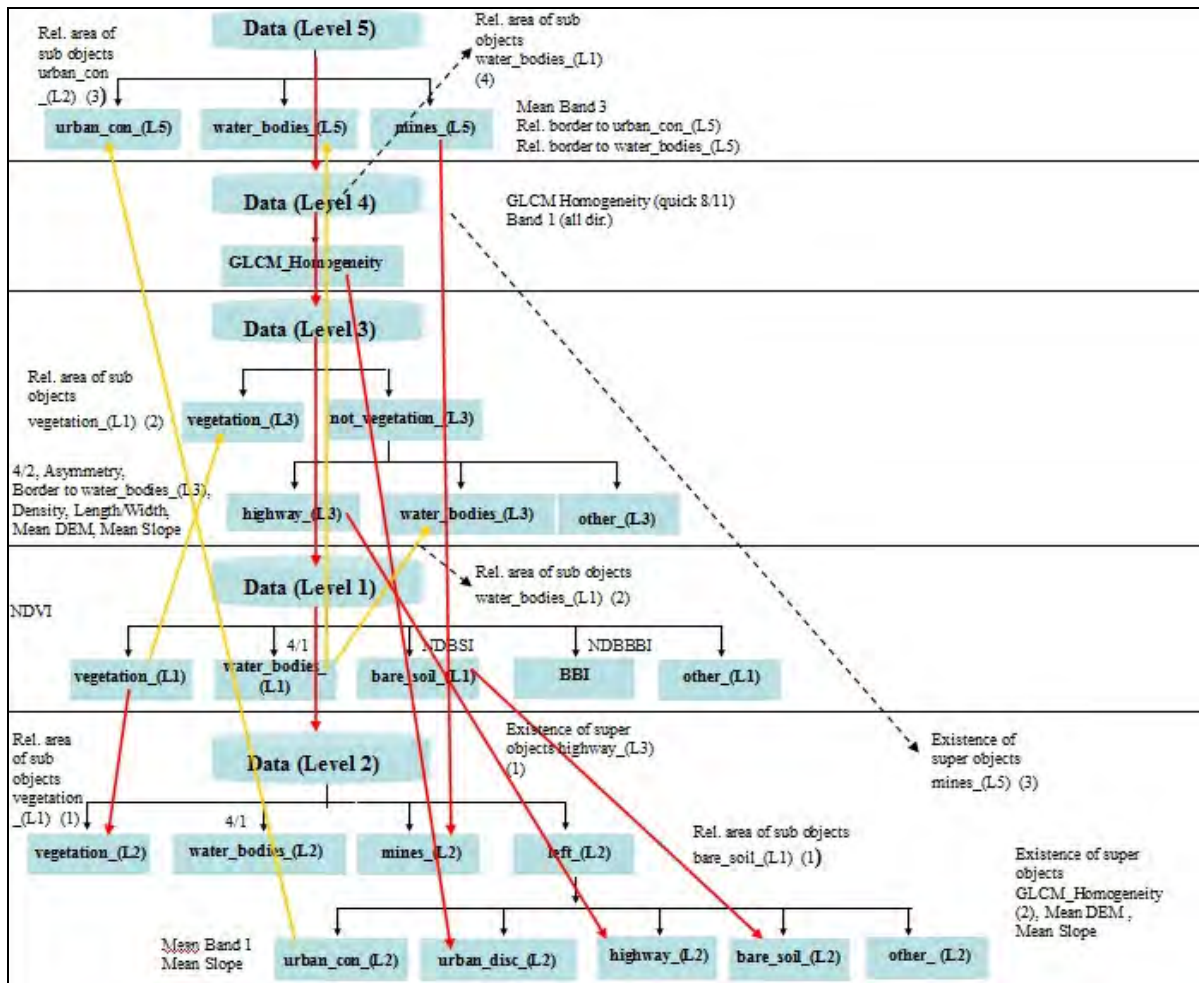 Rel. area of sub
objects
urban_con
_(L2) (3)
Data (Level 5)
Rel. area of sub
objects
water_bodies_(L1)
(4)
urban_con_(L5)
water_bodies_(L5)
mines_(L5)
Mean Band 3
Rel. border to urban_con_(L5)
Rel. border to water_bodies_(L5)
Data (Level 4)
GLCM Homogeneity (quick 8/11)
Band 1 (all dir.)
GLCM_Homogeneity
Data (Level 3)
Rel. area of sub
objects
vegetation_(L1) (2)
vegetation_(L3)
not_vegetation_(L3)
4/2, Asymmetry,
Border to water_bodies_(L3),
Density, Length/Width,
Mean DEM, Mean Slope
highway_(L3)
water_bodies_(L3)
other_(L3)
Data (Level 1)
Rel. area of sub objects
water_bodies_(L1) (2)
NDVI
4/1
NDBSI
NDBBBI
vegetation_(L1)
water_bodies_
(L1)
bare_soil_(L1)
BBI
other_(L1)
Rel. area
of sub
objects
vegetation
_(L1) (1)
Data (Level 2)
Existence of super
objects highway_(L3)
(1)
Existence of
super objects
mines_(L5) (3)
4/1
vegetation_(L2)
water_bodies_(L2)
mines_(L2)
left_(L2)
Rel. area of sub objects
bare_soil_(L1) (1)
Existence of super
objects
GLCM_Homogeneity
(2), Mean DEM ,
Mean Slope
Mean Band 1
Mean Slope
urban_con_(L2)
urban_disc_(L2)
highway_(L2)
bare_soil_(L2)
other_ (L2)